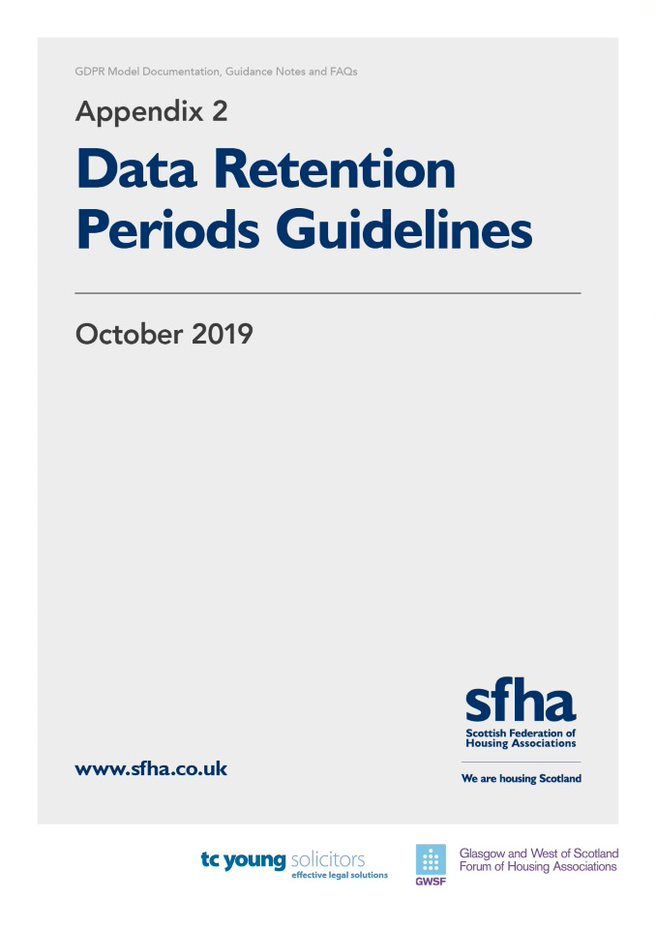 GDPR Model Documentation, Guidance Notes and FAQs
Appendix 2
Data Retention
Periods Guidelines
October 2019
sfha
Scottish Federation of
Housing Associations
www.sfha.co.uk
We are housing Scotland
tc young solicitors
effective legal solutions
GWSF
Glasgow and West of Scotland
Forum of Housing Associations